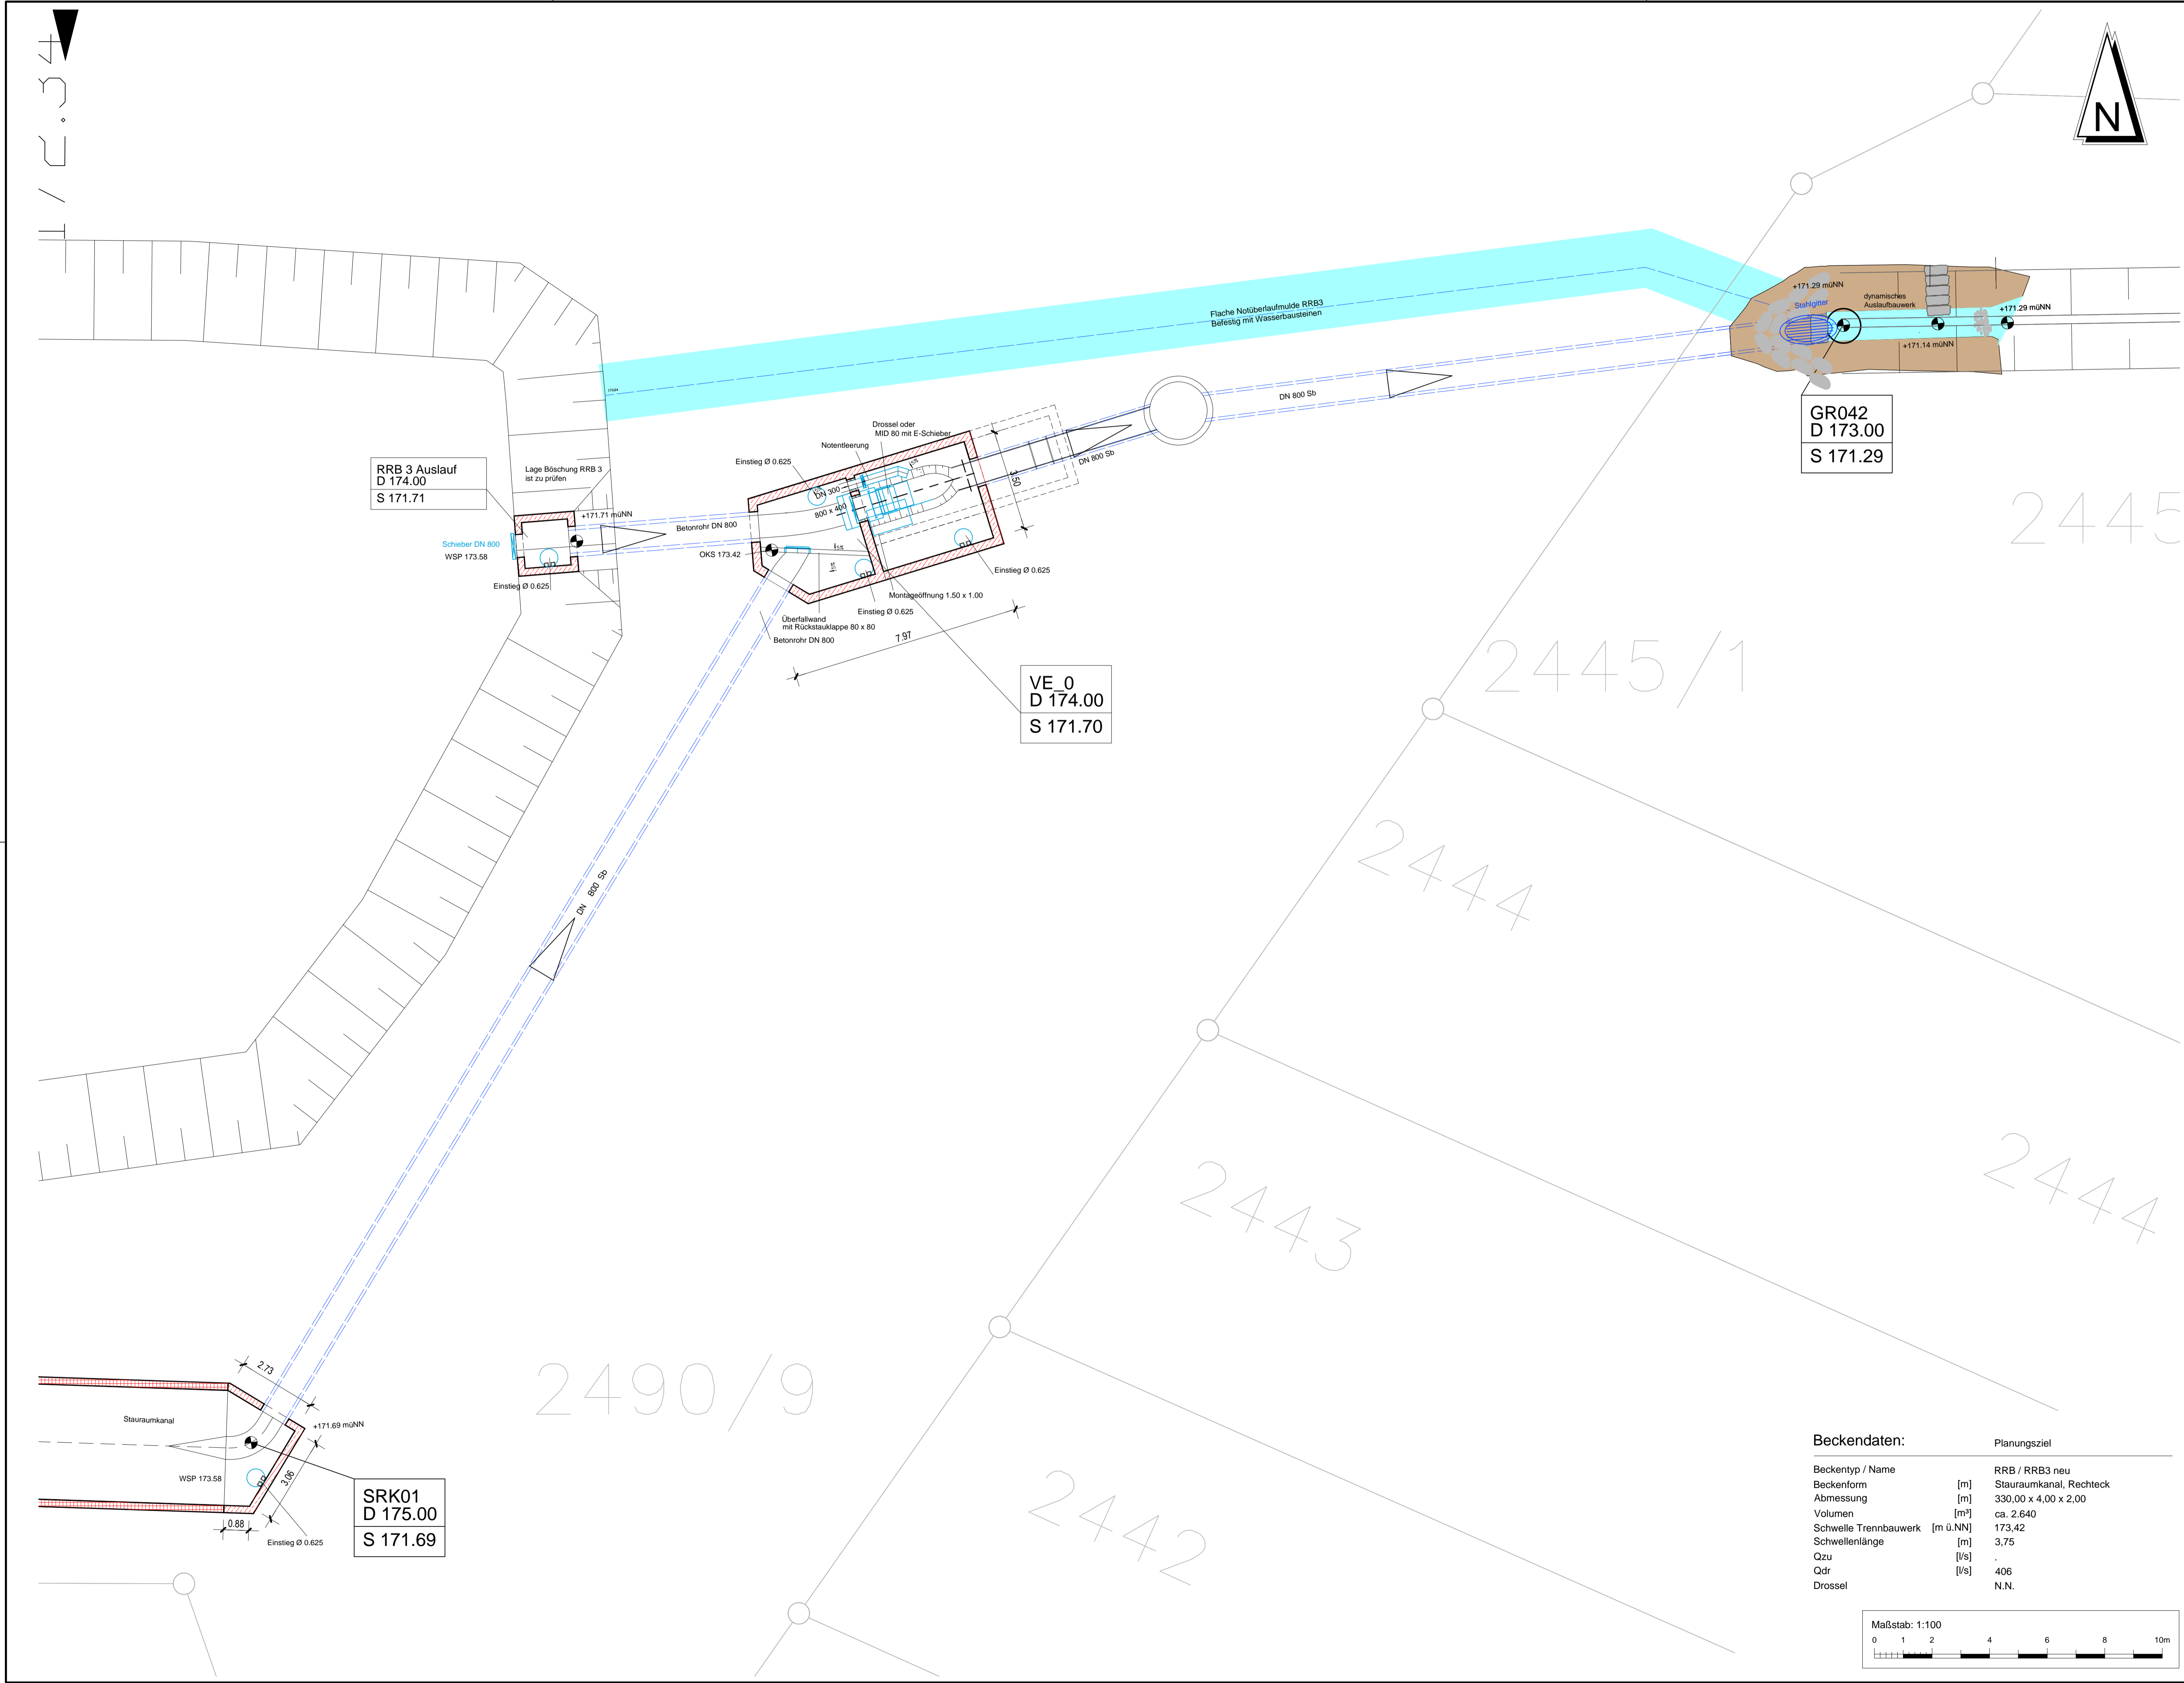 172.34
N
Flache Notüberlaufmulde RRB3
Befestig mit Wasserbausteinen
+171.29 müNN
Stahlgitter
dynamisches
Auslaufbauwerk
+171.29 müNN
+171.14 müNN
GR042
D 173.00
S 171.29
DN 800 Sb
DN 800 Sb
Drossel oder
MID 80 mit E-Schieber
Notentleerung
Einstieg Ø 0.625
DN 300
800 x 400
3.50
RRB 3 Auslauf
D 174.00
S 171.71
Lage Böschung RRB 3
ist zu prüfen
+171.71 müNN
Betonrohr DN 800
Schieber DN 800
WSP 173.58
Einstieg Ø 0.625
OKS 173.42
1:5
1:5
1:5
Einstieg Ø 0.625
Montageöffnung 1.50 x 1.00
Einstieg Ø 0.625
Überfallwand
mit Rückstauklappe 80 x 80
Betonrohr DN 800
7.97
VE_0
D 174.00
S 171.70
2445
2445/1
2444
2444
2443
2442
2490/9
DN 800 Sb
2.73
Stauraumkanal
+171.69 müNN
WSP 173.58
3.06
0.88
Einstieg Ø 0.625
SRK01
D 175.00
S 171.69
Beckendaten: Planungsziel
Beckentyp / Name RRB / RRB3 neu
Beckenform [m] Stauraumkanal, Rechteck
Abmessung [m] 330,00 x 4,00 x 2,00
Volumen [m³] ca. 2.640
Schwelle Trennbauwerk [m ü.NN] 173,42
Schwellenlänge [m] 3,75
Qzu [l/s] .
Qdr [l/s] 406
Drossel N.N.
Maßstab: 1:100
0 1 2 4 6 8 10m